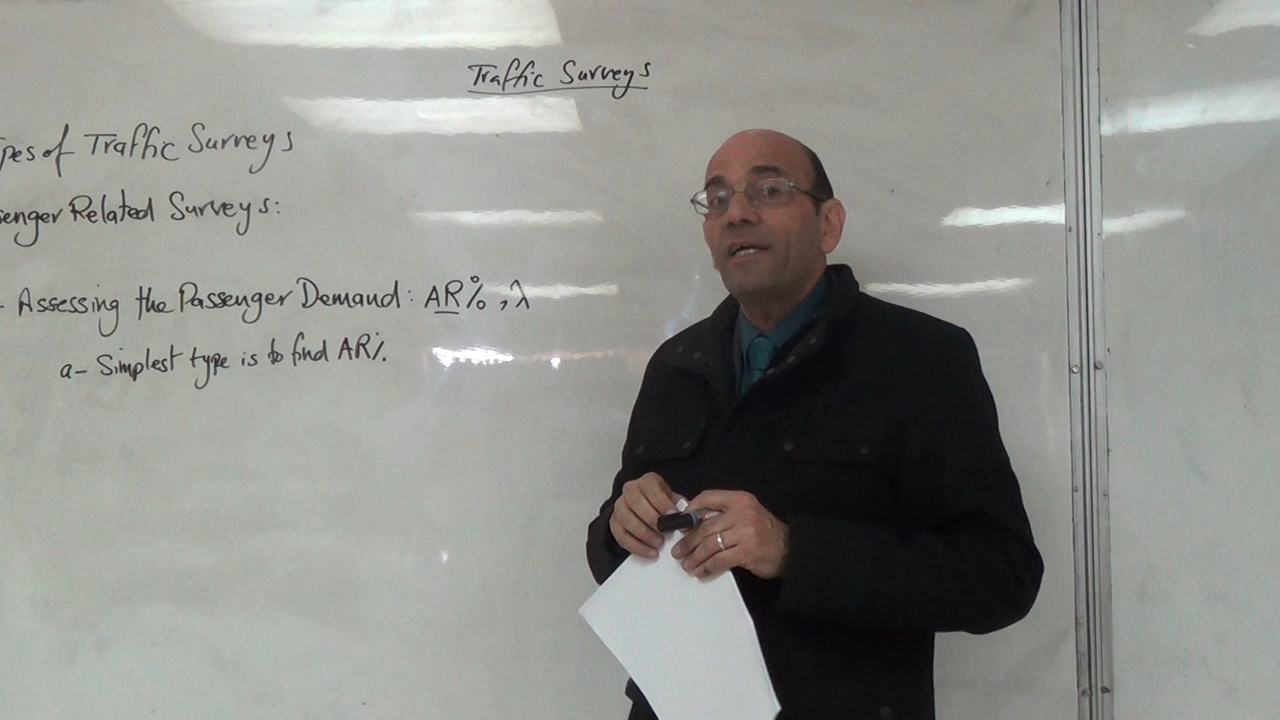 Traffic Surveys
pes of Traffic Surveys
senger Related Surveys:
- Assessing the Passenger Demand: AR%, λ
a- Simplest type is to find AR%.